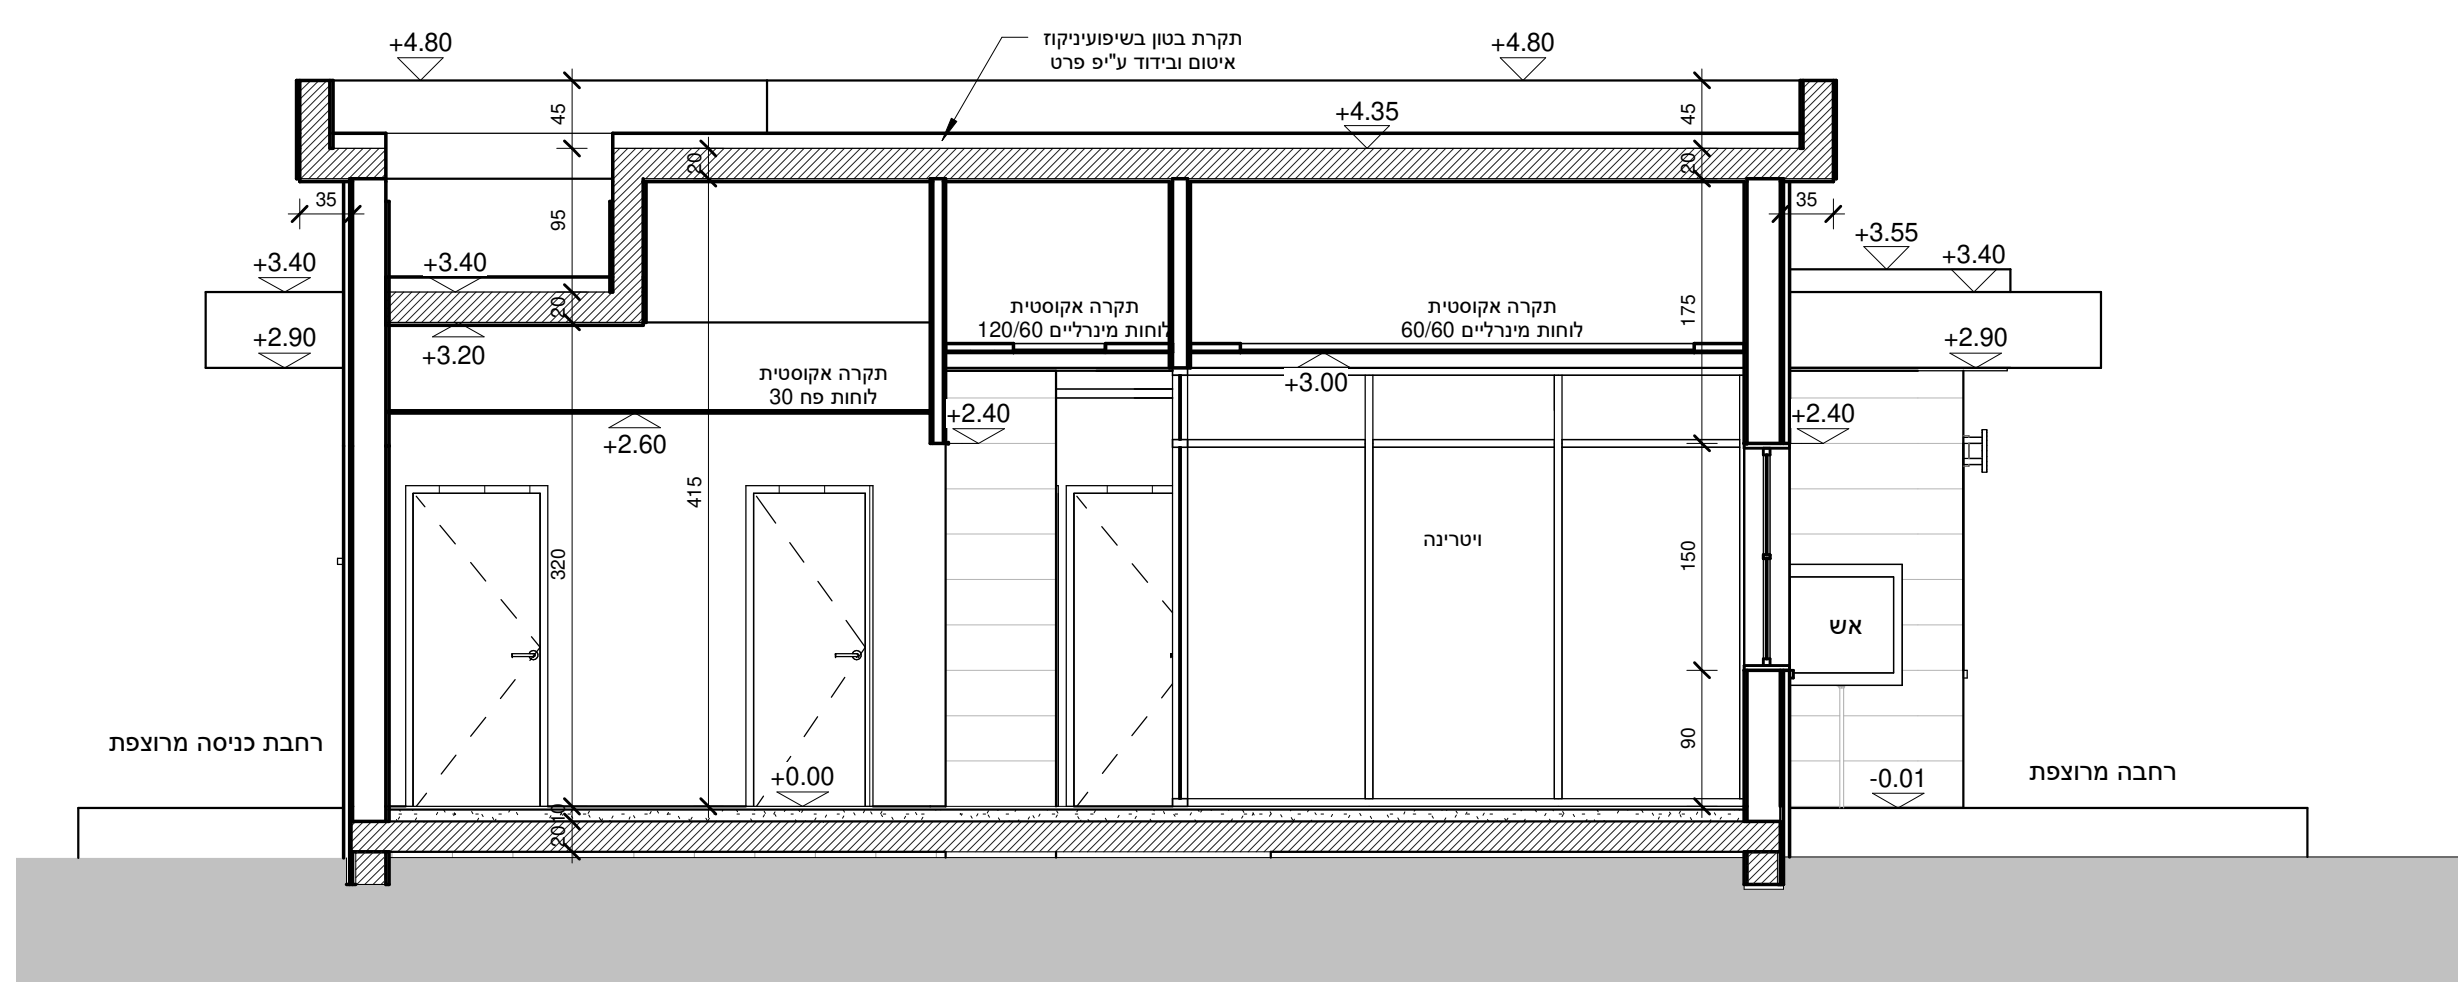 +4.80
תקרת בטון בשיפועיניקוז
איטום ובידוד ע"יפ פרט
+4.80
45
+4.35
45
20
20
35
95
35
+3.55
+3.40
+3.40
+3.40
20
תקרה אקוסטית
לוחות מינרליים 120/60
תקרה אקוסטית
לוחות מינרליים 60/60
175
+2.90
+3.20
+2.90
תקרה אקוסטית
לוחות פח 30
+3.00
+2.60
+2.40
+2.40
415
320
ויטרינה
150
אש
רחבת כניסה מרוצפת
90
+0.00
-0.01
רחבה מרוצפת
10
20